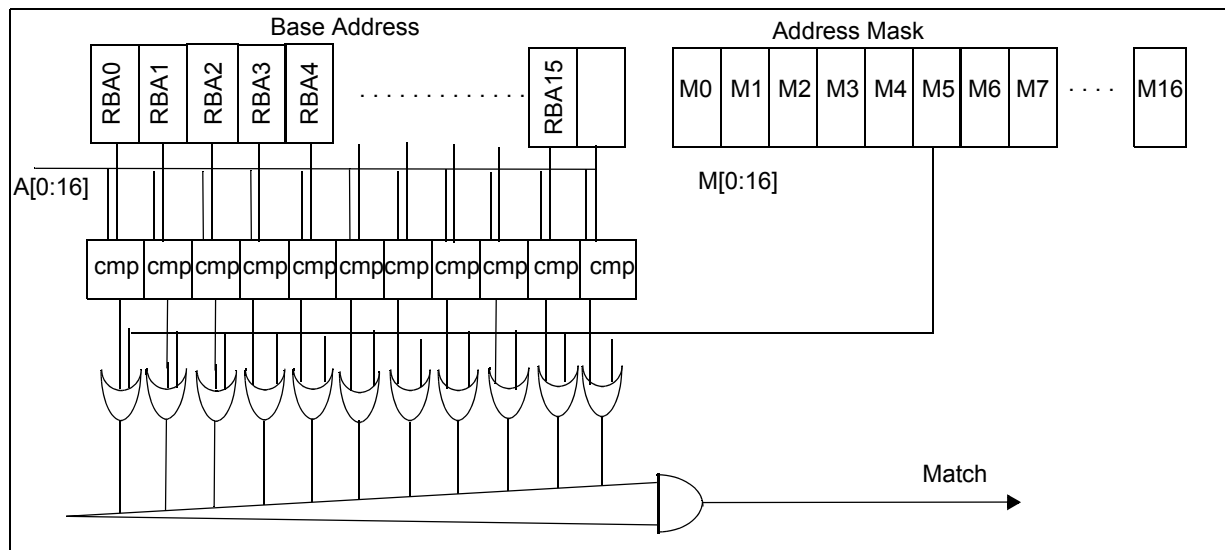 Base Address
Address Mask
RBA0 RBA1 RBA2 RBA3 RBA4 . . . . . . . . . . . . . RBA15
M0 M1 M2 M3 M4 M5 M6 M7 . . . . M16
A[0:16]
M[0:16]
cmp cmp cmp cmp cmp cmp cmp cmp cmp cmp cmp
Match